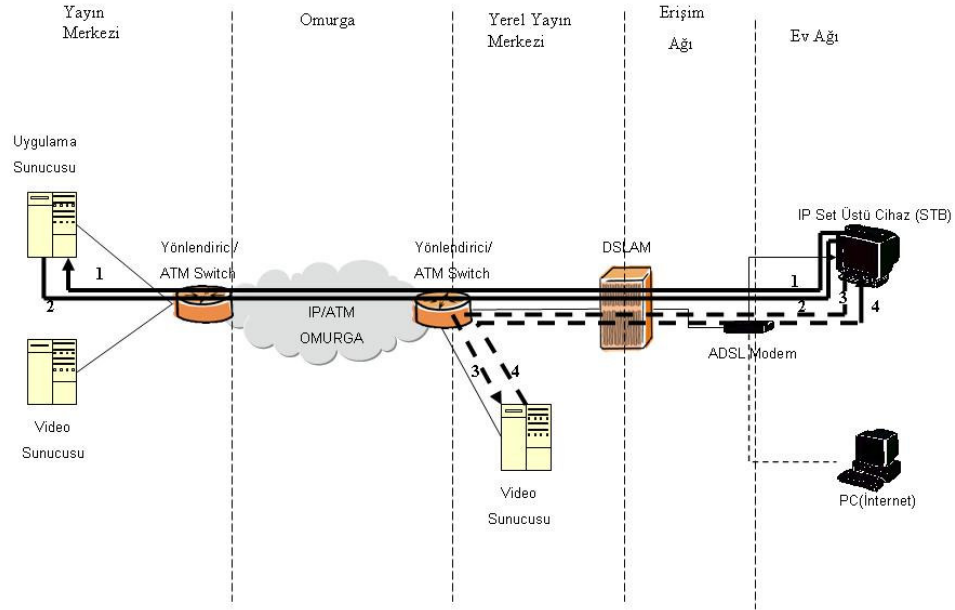 Yayın
Merkezi
Omurga
Yerel Yayın
Merkezi
Erişim
Ağı
Ev Ağı
Uygulama
Sunucusu
IP Set Üstü Cihaz (STB)
Yönlendirici/
ATM Switch
Yönlendirici/
ATM Switch
DSLAM
1
1
2
2
3
4
IP/ATM
OMURGA
ADSL Modem
3
4
Video
Sunucusu
Video
Sunucusu
PC(İnternet)